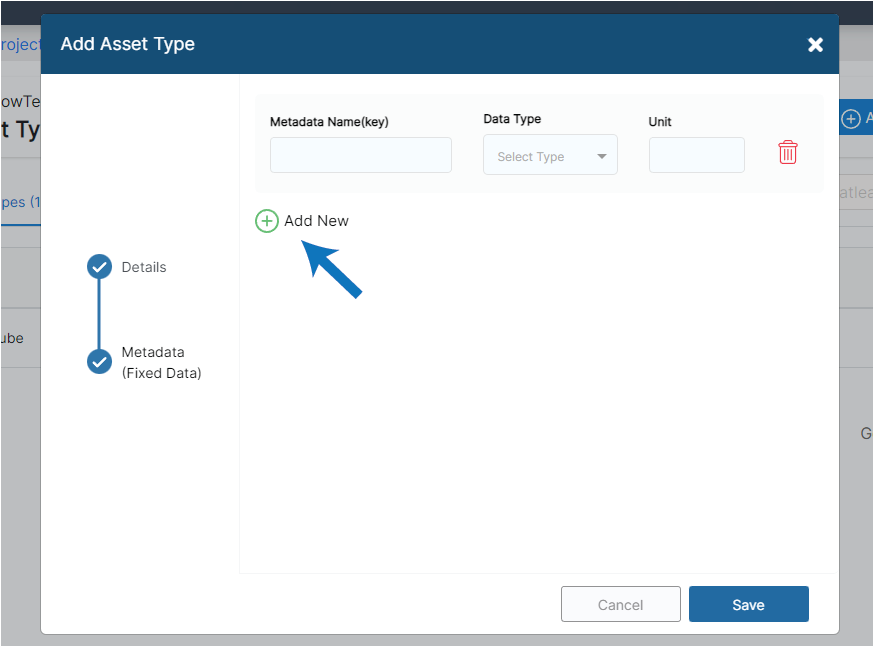 roject
Add Asset Type
owTe
t Ty
A
pes (1
atlea
Metadata Name(key)
Data Type
Unit
Select Type
Add New
Details
ube
Metadata
(Fixed Data)
G
Cancel
Save